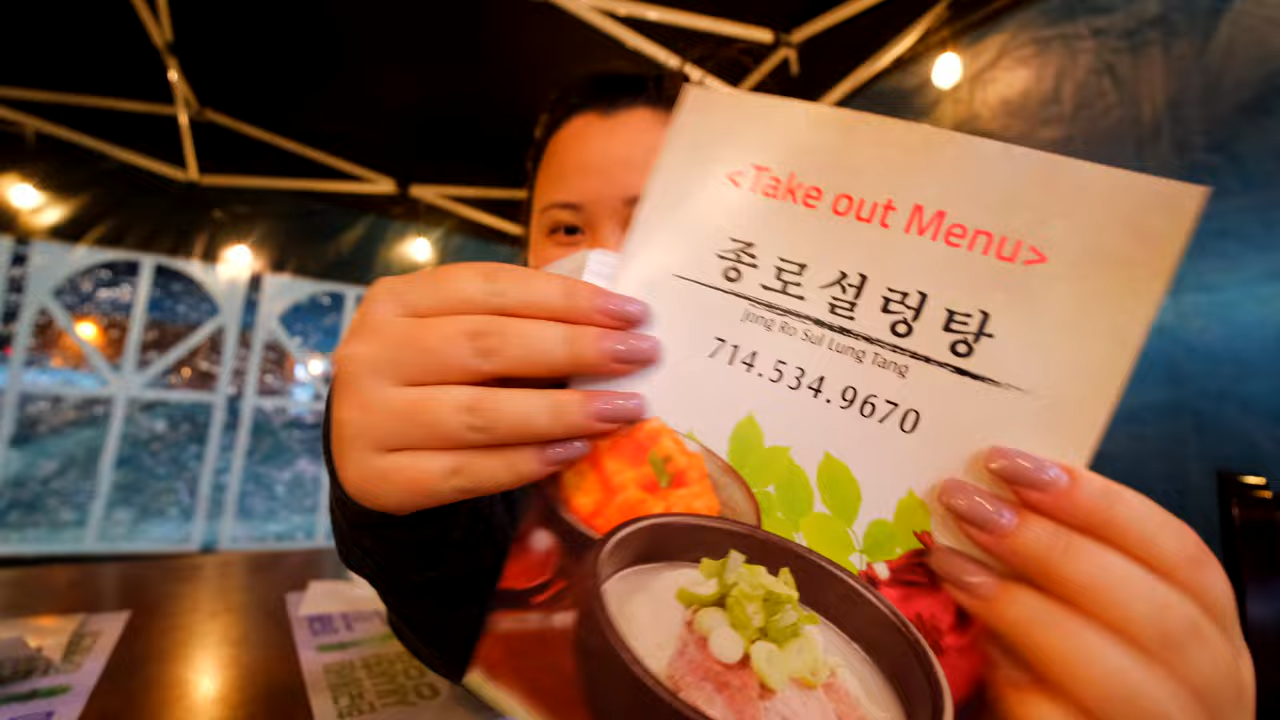 <Take out Menu>
종로설렁탕
Jong Ro Sul Lung Tang
714.534.9670